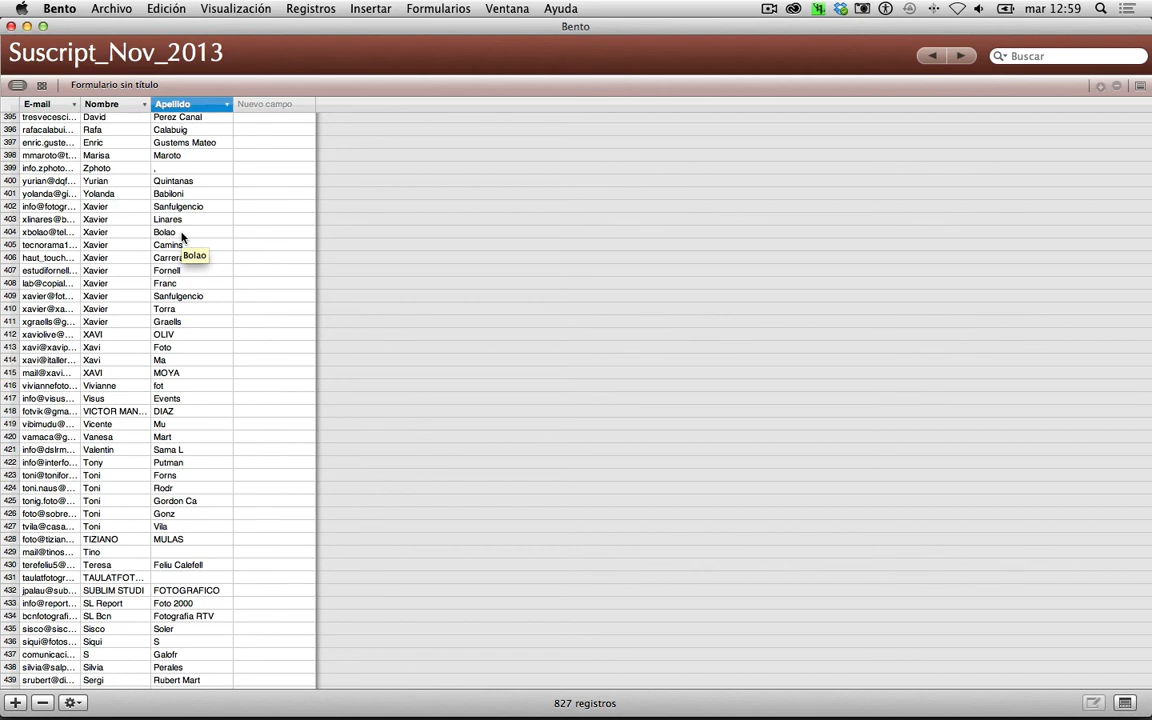 Bento Archivo Edición Visualización Registros Insertar Formularios Ventana Ayuda mar 12:59
Bento
Suscript_Nov_2013
Buscar
Formulario sin título
E-mail Nombre Apellido Nuevo campo
395 tresvecesci... David Perez Canal
396 rafacalabui... Rafa Calabuig
397 enric.guste... Enric Gustems Mateo
398 mmaroto@t... Marisa Maroto
399 info.zphoto... Zphoto ,
400 yurian@dqf... Yurian Quintanas
401 yolanda@gi... Yolanda Babiloni
402 info@fotogr... Xavier Sanfulgencio
403 xlinares@b... Xavier Linares
404 xbolao@tel... Xavier Bolao
405 tecnorama1... Xavier Camins
406 haut_touch... Xavier Carrera
Bolao
407 estudifornell... Xavier Fornell
408 lab@copial... Xavier Franc
409 xavier@fot... Xavier Sanfulgencio
410 xavier@xa... Xavier Torra
411 xgraells@g... Xavier Graells
412 xaviolive@... XAVI OLIV
413 xavi@xavip... Xavi Foto
414 xavi@italler... Xavi Ma
415 mail@xavi... XAVI MOYA
416 viviannefoto... Vivianne fot
417 info@visus... Visus Events
418 fotvik@gma... VICTOR MAN... DIAZ
419 vibimudu@... Vicente Mu
420 vamaca@g... Vanesa Mart
421 info@dslrm... Valentin Sama L
422 info@interfo... Tony Putman
423 toni@tonifor... Toni Forns
424 toni.naus@... Toni Rodr
425 tonig.foto@... Toni Gordon Ca
426 foto@sobre... Toni Gonz
427 tvila@casa... Toni Vila
428 foto@tizian... TIZIANO MULAS
429 mail@tinos... Tino
430 terefeliu5@... Teresa Feliu Calefell
431 taulatfotogr... TAULATFOT...
432 jpalau@sub... SUBLIM STUDI FOTOGRAFICO
433 info@report... SL Report Foto 2000
434 bcnfotografi... SL Bcn Fotografia RTV
435 sisco@sisc... Sisco Soler
436 siqui@fotos... Siqui S
437 comunicaci... S Galofr
438 silvia@salp... Silvia Perales
439 srubert@di... Sergi Rubert Mart
827 registros